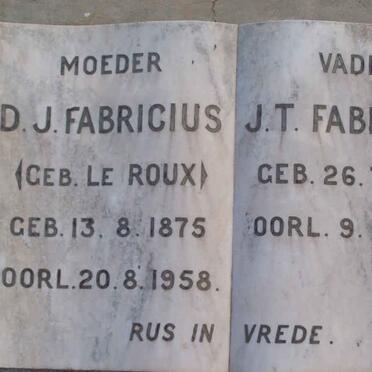 MOEDER
D. J. FABRICIUS
(GEB. LE ROUX)
GEB. 13. 8. 1875
OORL. 20. 8. 1958.
J. T.
GEB. 26.
OORL. 9.
RUS IN VREDE.